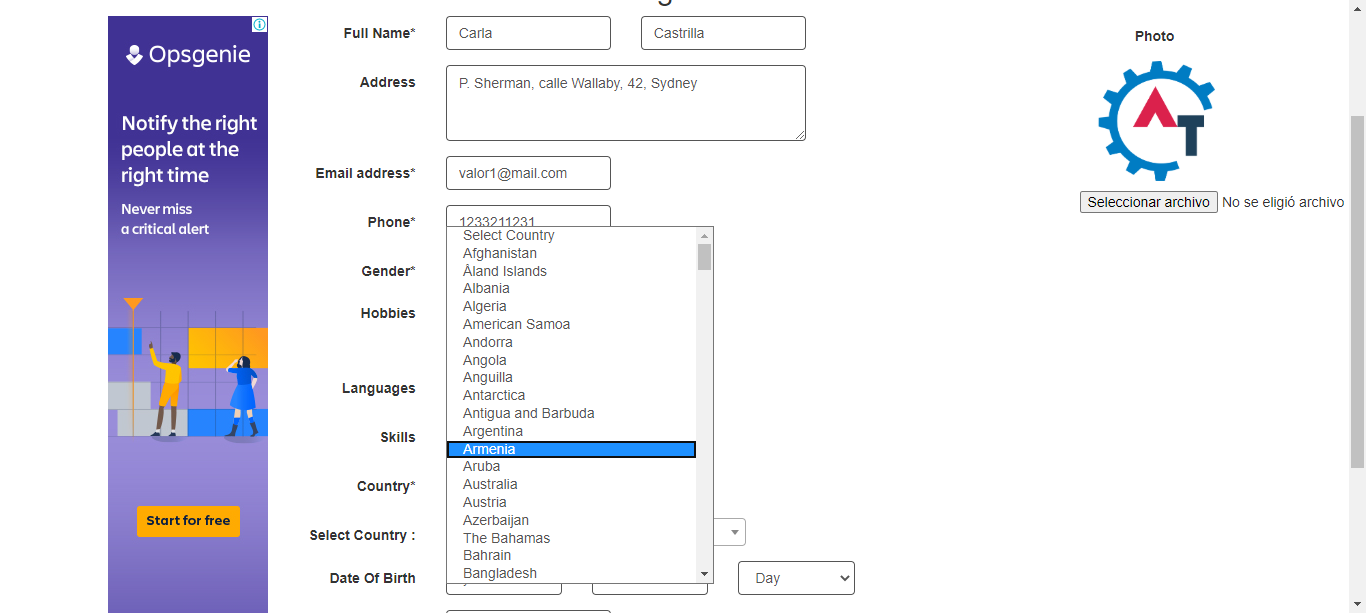 Opsgenie
Notify the right
people at the
right time
Never miss
a critical alert
Start for free
Full Name*
Carla
Castrilla
Address
P. Sherman, calle Wallaby, 42, Sydney
Email address*
valor1@mail.com
Phone*
1233211231
Gender*
Hobbies
Languages
Skills
Country*
Select Country :
Date Of Birth
Select Country
Afghanistan
Åland Islands
Albania
Algeria
American Samoa
Andorra
Angola
Anguilla
Antarctica
Antigua and Barbuda
Argentina
Armenia
Aruba
Australia
Austria
Azerbaijan
The Bahamas
Bahrain
Bangladesh
Day
Photo
AT
Seleccionar archivo No se eligió archivo